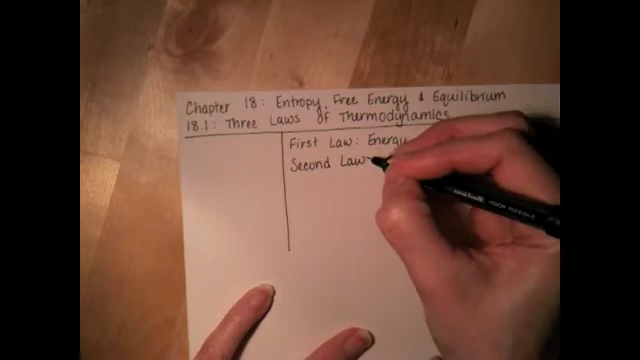 Chapter 18: Entropy, Free Energy & Equilibrium
18.1: Three Laws of Thermodynamics
First Law: Energy
Second Law